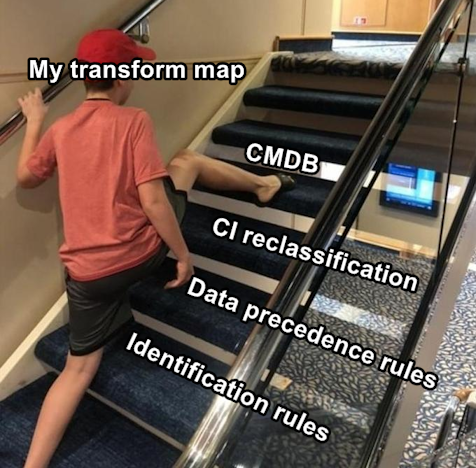 My transform map
CMDB
CI reclassification
Data precedence rules
Identification rules